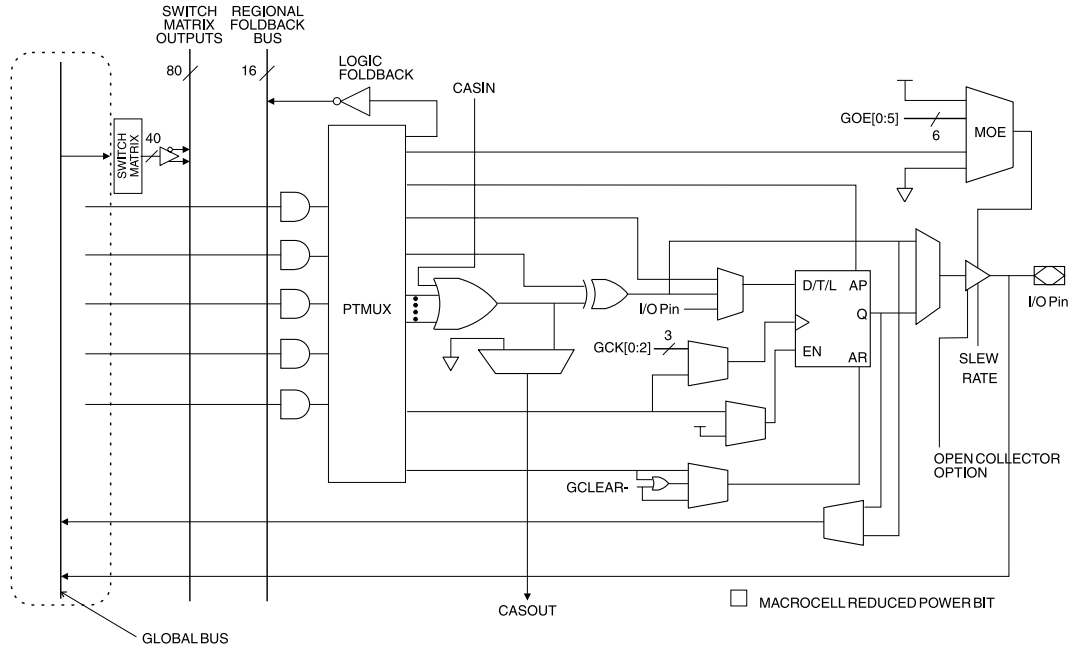 SWITCH
MATRIX
OUTPUTS
REGIONAL
FOLDBACK
BUS
80
16
LOGIC
FOLDBACK
CASIN
SWITCH
MATRIX
40
GOE[0:5]
6
MOE
PTMUX
I/O Pin
D/T/L
AP
Q
EN
AR
GCK[0:2]
3
I/O Pin
SLEW
RATE
OPEN COLLECTOR
OPTION
GCLEAR-
CASOUT
MACROCELL REDUCED POWER BIT
GLOBAL BUS